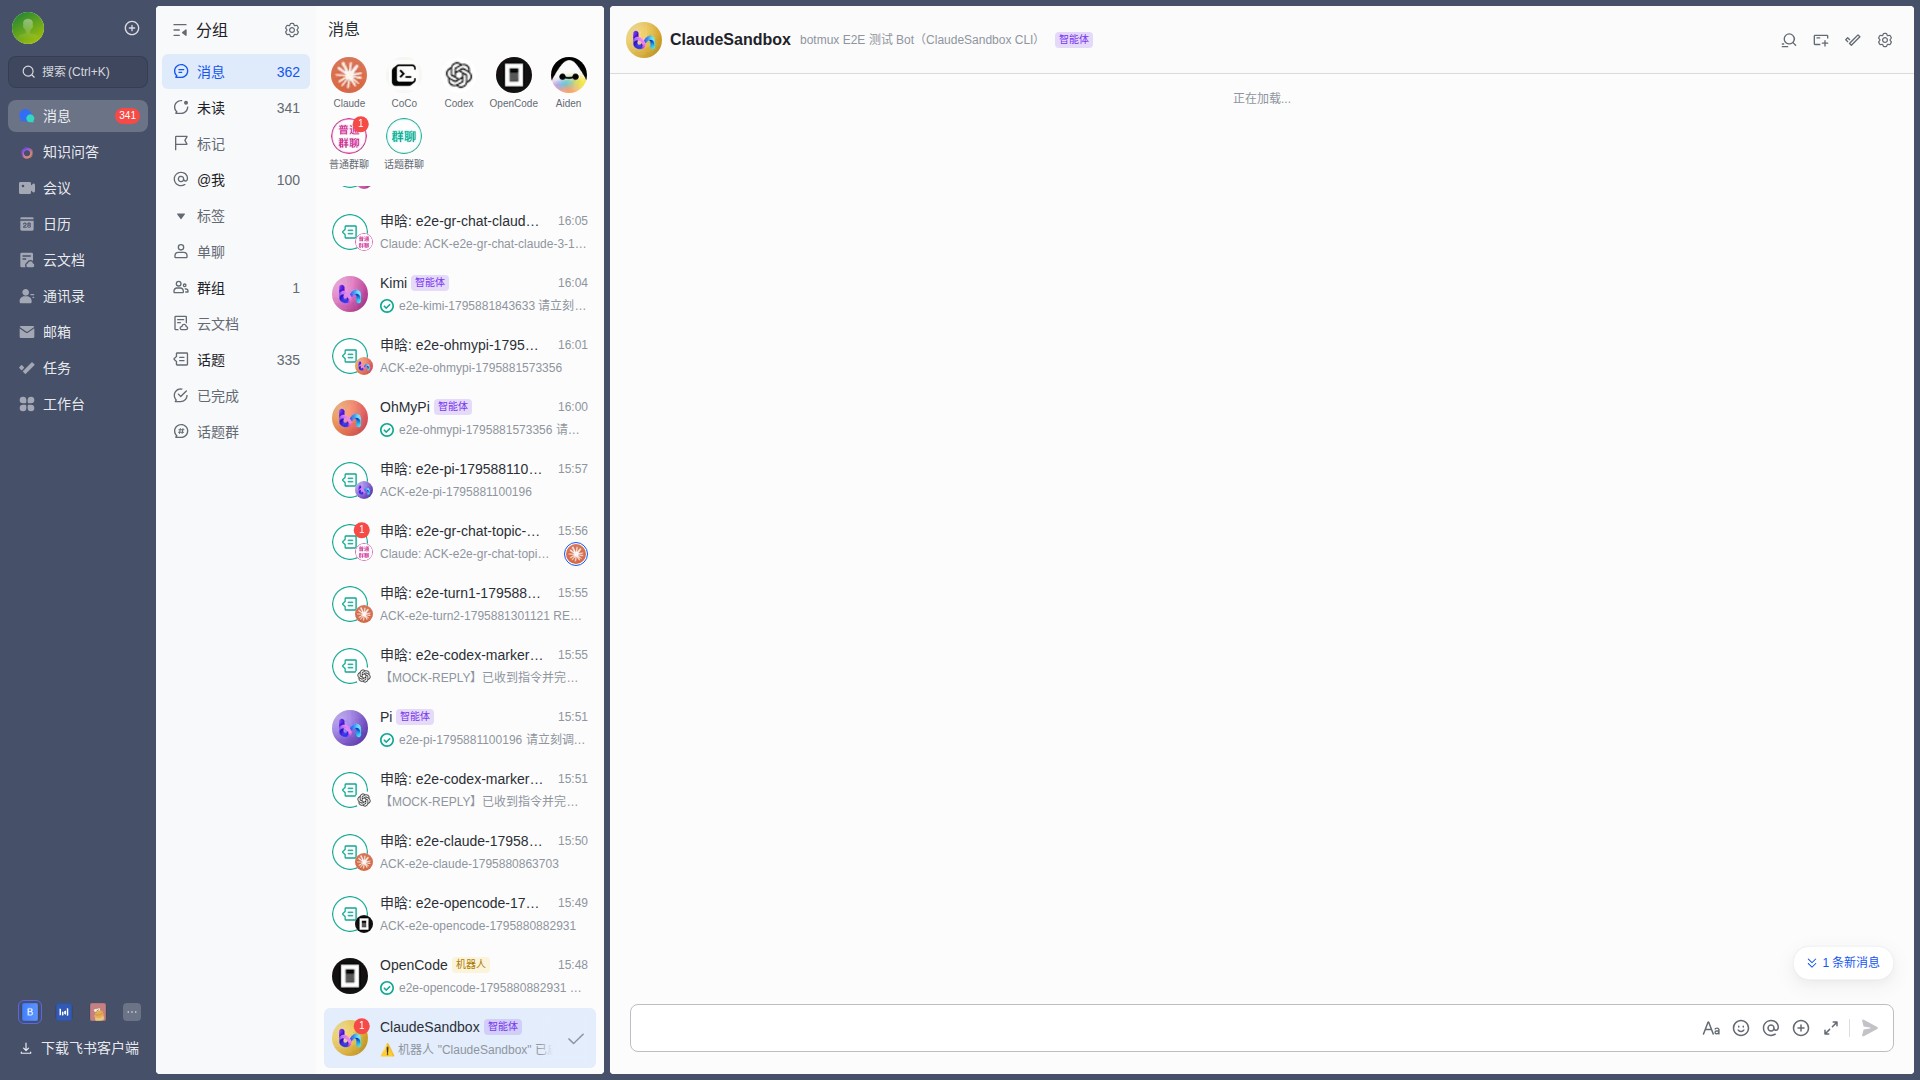 搜索 (Ctrl+K)
消息
341
知识问答
会议
日历
云文档
通讯录
邮箱
任务
工作台
下载飞书客户端
分组
消息 362
未读 341
标记
@我 100
标签
单聊
群组 1
云文档
话题 335
已完成
话题群
消息
Claude
CoCo
Codex
OpenCode
Aiden
1
普通群聊
群聊
话题群聊
申晗: e2e-gr-chat-claud... 16:05
Claude: ACK-e2e-gr-chat-claude-3-1...
Kimi 智能体 16:04
e2e-kimi-1795881843633 请立刻...
申晗: e2e-ohmypi-1795... 16:01
ACK-e2e-ohmypi-1795881573356
OhMyPi 智能体 16:00
e2e-ohmypi-1795881573356 请...
申晗: e2e-pi-179588110... 15:57
ACK-e2e-pi-1795881100196
1
申晗: e2e-gr-chat-topic-... 15:56
Claude: ACK-e2e-gr-chat-topi...
申晗: e2e-turn1-179588... 15:55
ACK-e2e-turn2-1795881301121 RE...
申晗: e2e-codex-marker... 15:55
【MOCK-REPLY】已收到指令并完...
Pi 智能体 15:51
e2e-pi-1795881100196 请立刻调...
申晗: e2e-codex-marker... 15:51
【MOCK-REPLY】已收到指令并完...
申晗: e2e-claude-17958... 15:50
ACK-e2e-claude-1795880863703
申晗: e2e-opencode-17... 15:49
ACK-e2e-opencode-1795880882931
OpenCode 机器人 15:48
e2e-opencode-1795880882931 ...
1
ClaudeSandbox 智能体
机器人 "ClaudeSandbox" 已
ClaudeSandbox botmux E2E 测试 Bot（ClaudeSandbox CLI） 智能体
正在加载...
1 条新消息
Aa